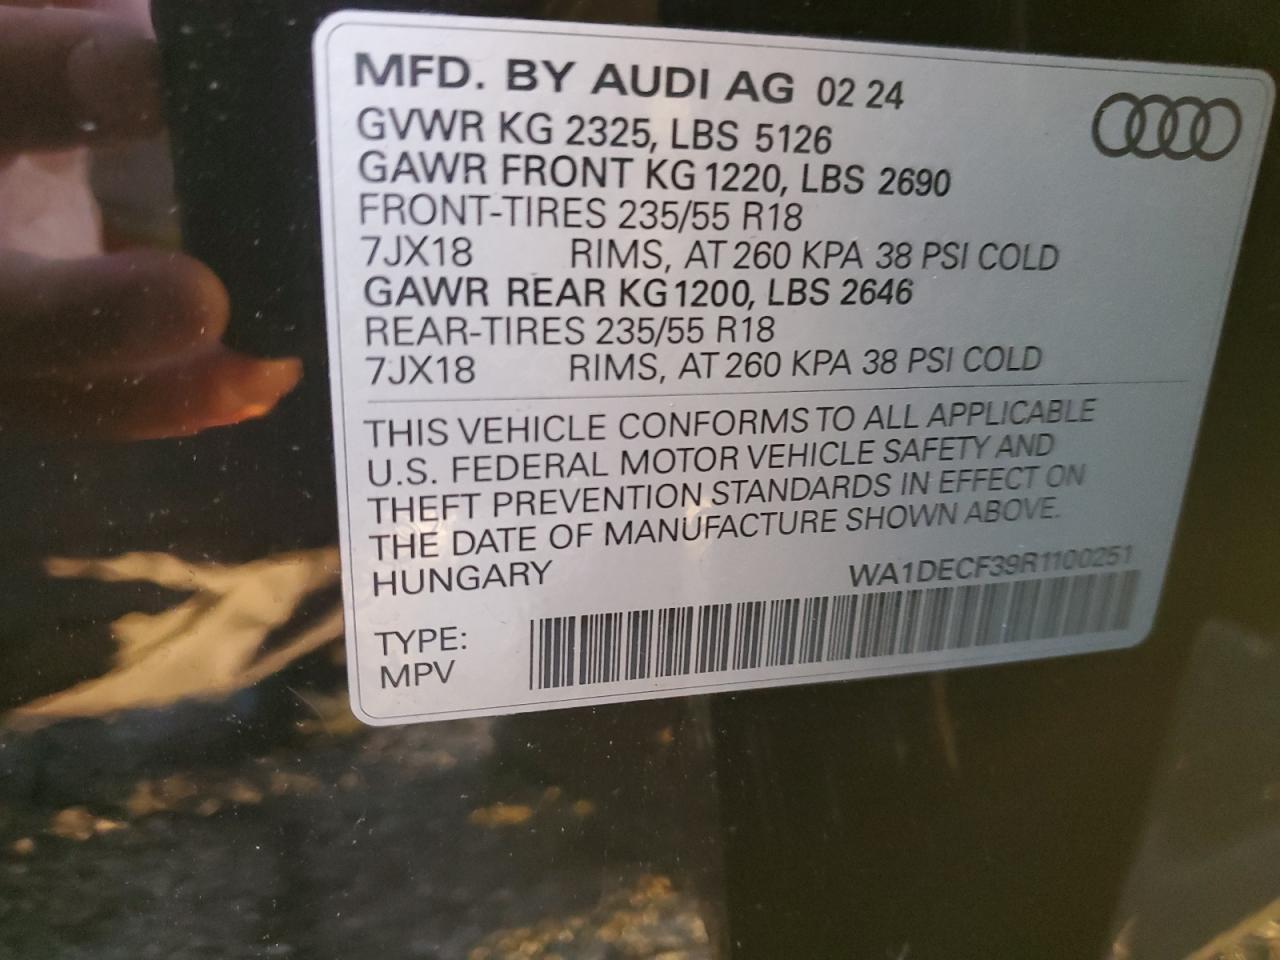 MFD. BY AUDI AG 02 24
GVWR KG 2325, LBS 5126
GAWR FRONT KG 1220, LBS 2690
FRONT-TIRES 235/55 R18
7JX18 RIMS, AT 260 KPA 38 PSI COLD
GAWR REAR KG 1200, LBS 2646
REAR-TIRES 235/55 R18
7JX18 RIMS, AT 260 KPA 38 PSI COLD
THIS VEHICLE CONFORMS TO ALL APPLICABLE
U.S. FEDERAL MOTOR VEHICLE SAFETY AND
THEFT PREVENTION STANDARDS IN EFFECT ON
THE DATE OF MANUFACTURE SHOWN ABOVE.
HUNGARY WA1DECF39R1100251
TYPE:
MPV